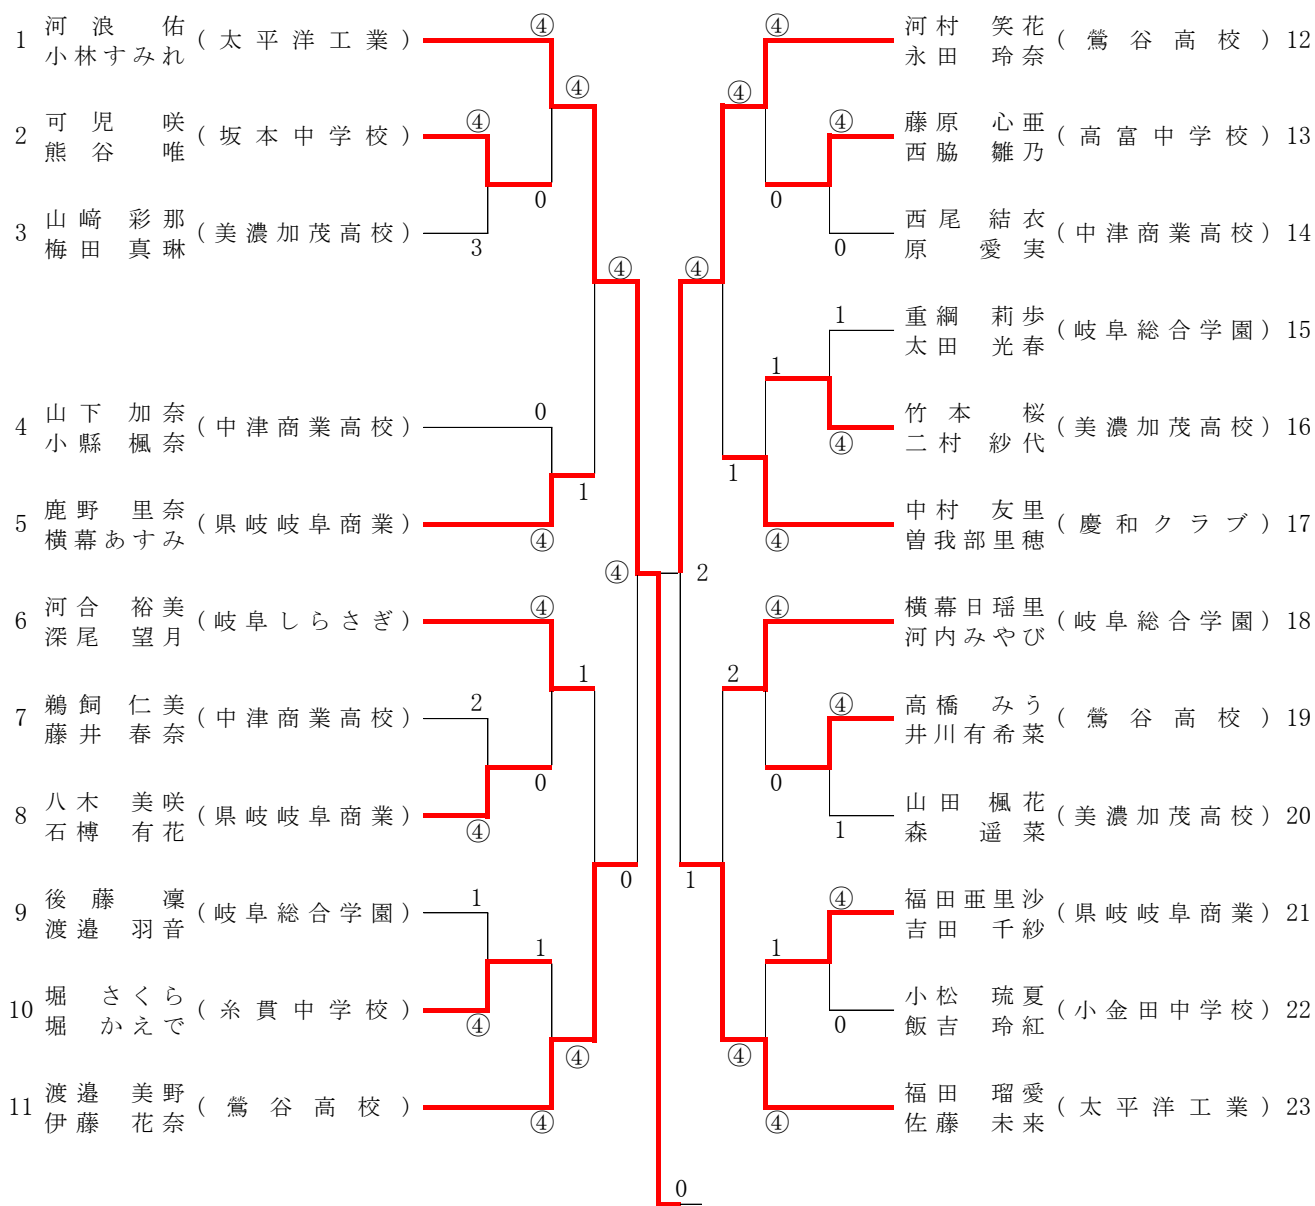 1 河浪 佑 (太平洋工業)
小林すみれ
④
④
2 可児 咲 (坂本中学校)
熊谷 唯
④
0
3 山﨑 彩那 (美濃加茂高校)
梅田 真琳
3
④
4 山下 加奈 (中津商業高校)
小縣 楓奈
0
1
5 鹿野 里奈 (県岐岐阜商業)
横幕あすみ
④
④
6 河合 裕美 (岐阜しらさぎ)
深尾 望月
④
1
7 鵜飼 仁美 (中津商業高校)
藤井 春奈
2
0
8 八木 美咲 (県岐岐阜商業)
石榑 有花
④
0
9 後藤 凜 (岐阜総合学園)
渡邉 羽音
1
1
10 堀 さくら (糸貫中学校)
堀 かえで
④
④
11 渡邉 美野 (鶯谷高校)
伊藤 花奈
④
0
河村 笑花 (鶯谷高校) 12
永田 玲奈
④
④
藤原 心亜 (高富中学校) 13
西脇 雛乃
④
0
西尾 結衣 (中津商業高校) 14
原 愛実
0
④
重綱 莉歩 (岐阜総合学園) 15
太田 光春
1
1
竹本 桜 (美濃加茂高校) 16
二村 紗代
④
1
中村 友里 (慶和クラブ) 17
曽我部里穂
④
2
横幕日瑶里 (岐阜総合学園) 18
河内みやび
④
2
高橋 みう (鶯谷高校) 19
井川有希菜
④
0
山田 楓花 (美濃加茂高校) 20
森 遥菜
1
1
福田亜里沙 (県岐岐阜商業) 21
吉田 千紗
④
1
小松 琉夏 (小金田中学校) 22
飯吉 玲紅
0
④
福田 瑠愛 (太平洋工業) 23
佐藤 未来
④